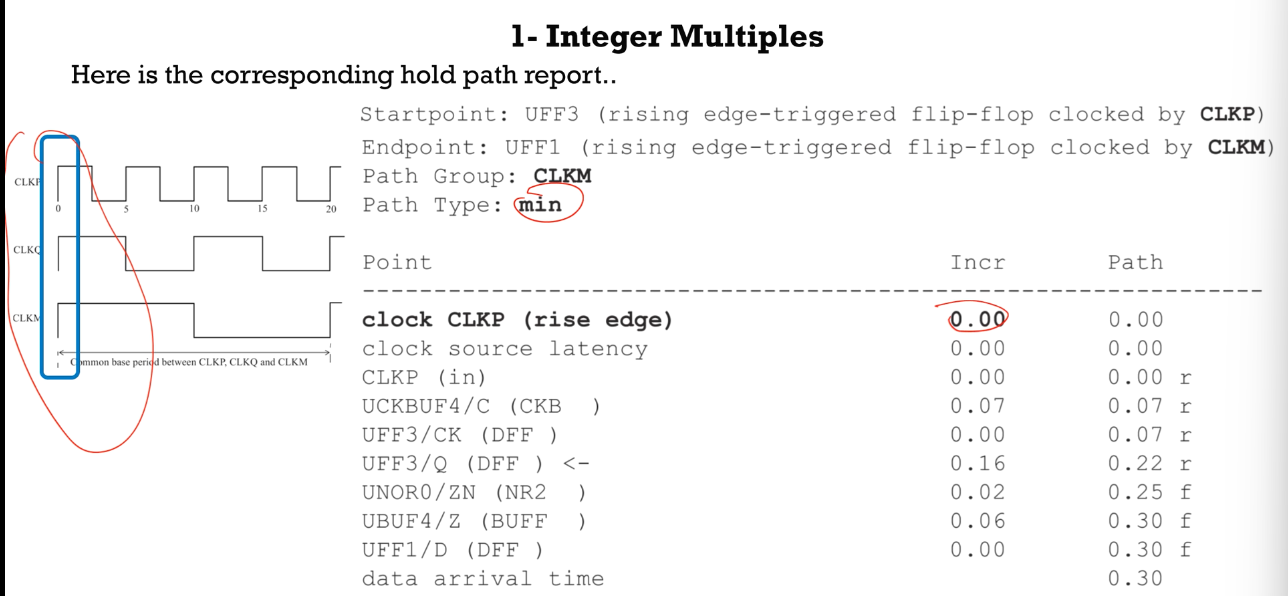 1- Integer Multiples
Here is the corresponding hold path report..
Startpoint: UFF3 (rising edge-triggered flip-flop clocked by CLKP)
Endpoint: UFF1 (rising edge-triggered flip-flop clocked by CLKM)
Path Group: CLKM
Path Type: min
CLKP
0 5 10 15 20
CLKQ
CLKM
Common base period between CLKP, CLKQ and CLKM
Point Incr Path
---------------------------------------------------------------
clock CLKP (rise edge) 0.00 0.00
clock source latency 0.00 0.00
CLKP (in) 0.00 0.00 r
UCKBUF4/C (CKB ) 0.07 0.07 r
UFF3/CK (DFF ) 0.00 0.07 r
UFF3/Q (DFF ) <- 0.16 0.22 r
UNOR0/ZN (NR2 ) 0.02 0.25 f
UBUF4/Z (BUFF ) 0.06 0.30 f
UFF1/D (DFF ) 0.00 0.30 f
data arrival time 0.30